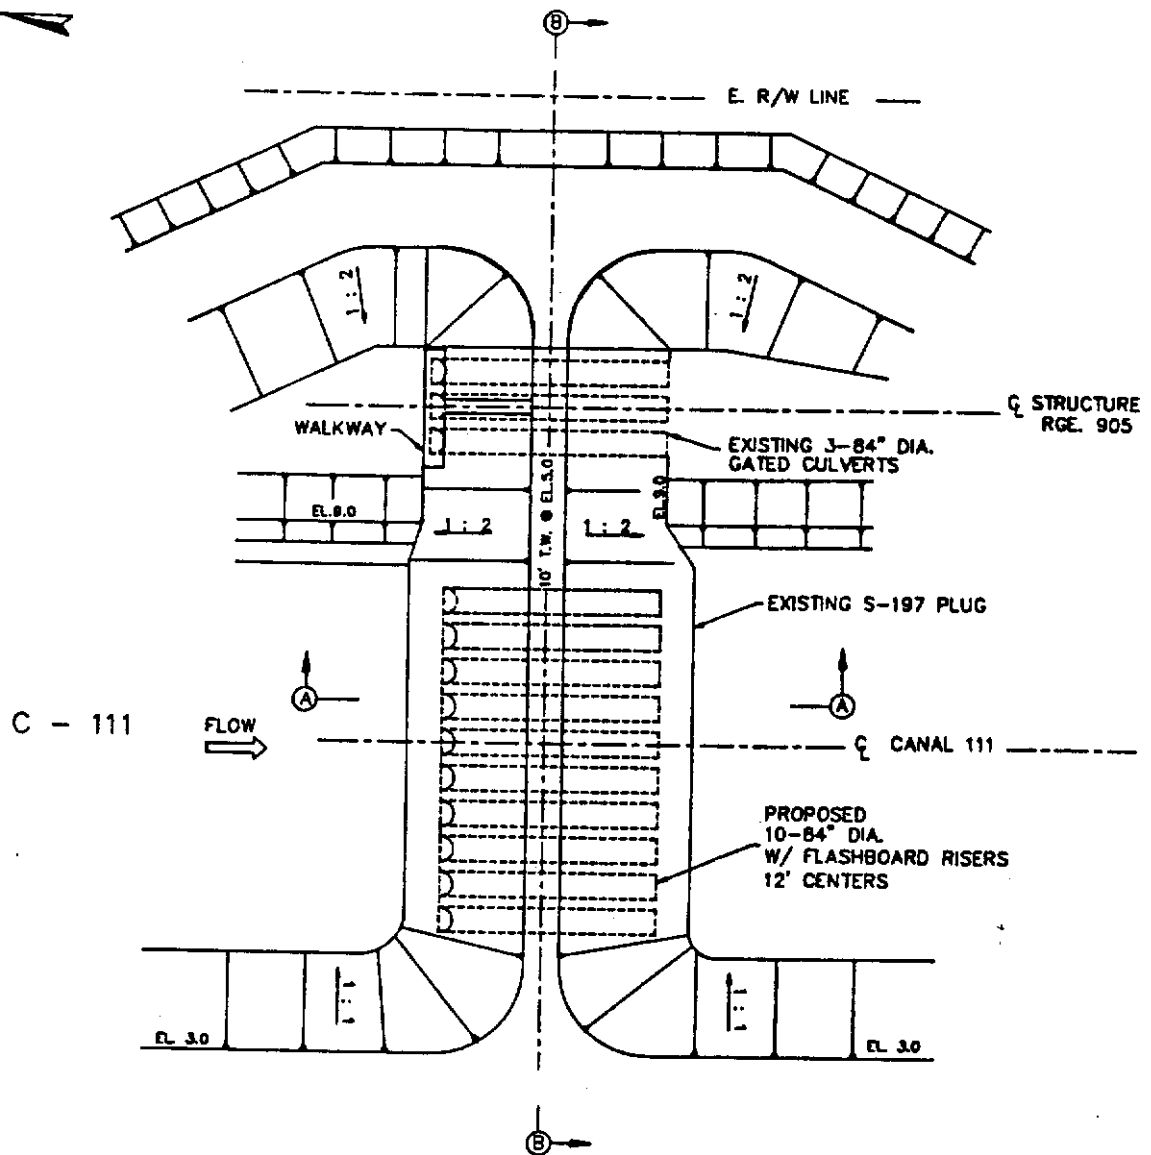 B
E. R/W LINE
1 : 2
1 : 2
℄ STRUCTURE
RGE. 905
WALKWAY
EXISTING 3-84" DIA.
GATED CULVERTS
EL.9.0
10' T.W. @ EL.5.0
EL.9.0
1 : 2
1 : 2
EXISTING S-197 PLUG
A
A
C - 111
FLOW
℄ CANAL 111
PROPOSED
10-84" DIA.
W/ FLASHBOARD RISERS
12' CENTERS
1 : 1
1 : 1
EL 3.0
EL 3.0
B